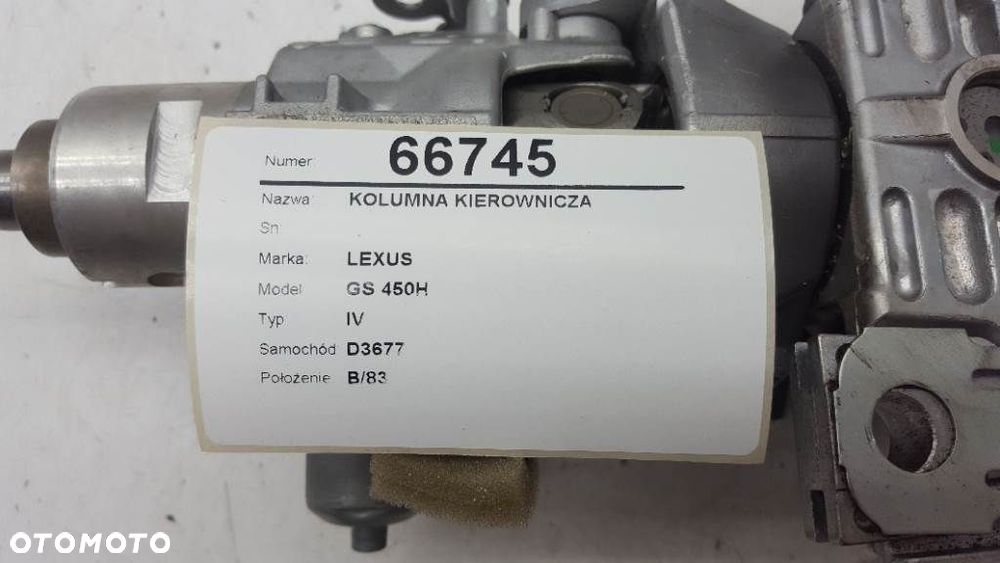 Numer: 66745
Nazwa: KOLUMNA KIEROWNICZA
Sn:
Marka: LEXUS
Model GS 450H
Typ IV
Samochód: D3677
Położenie B/83
OTOMOTO